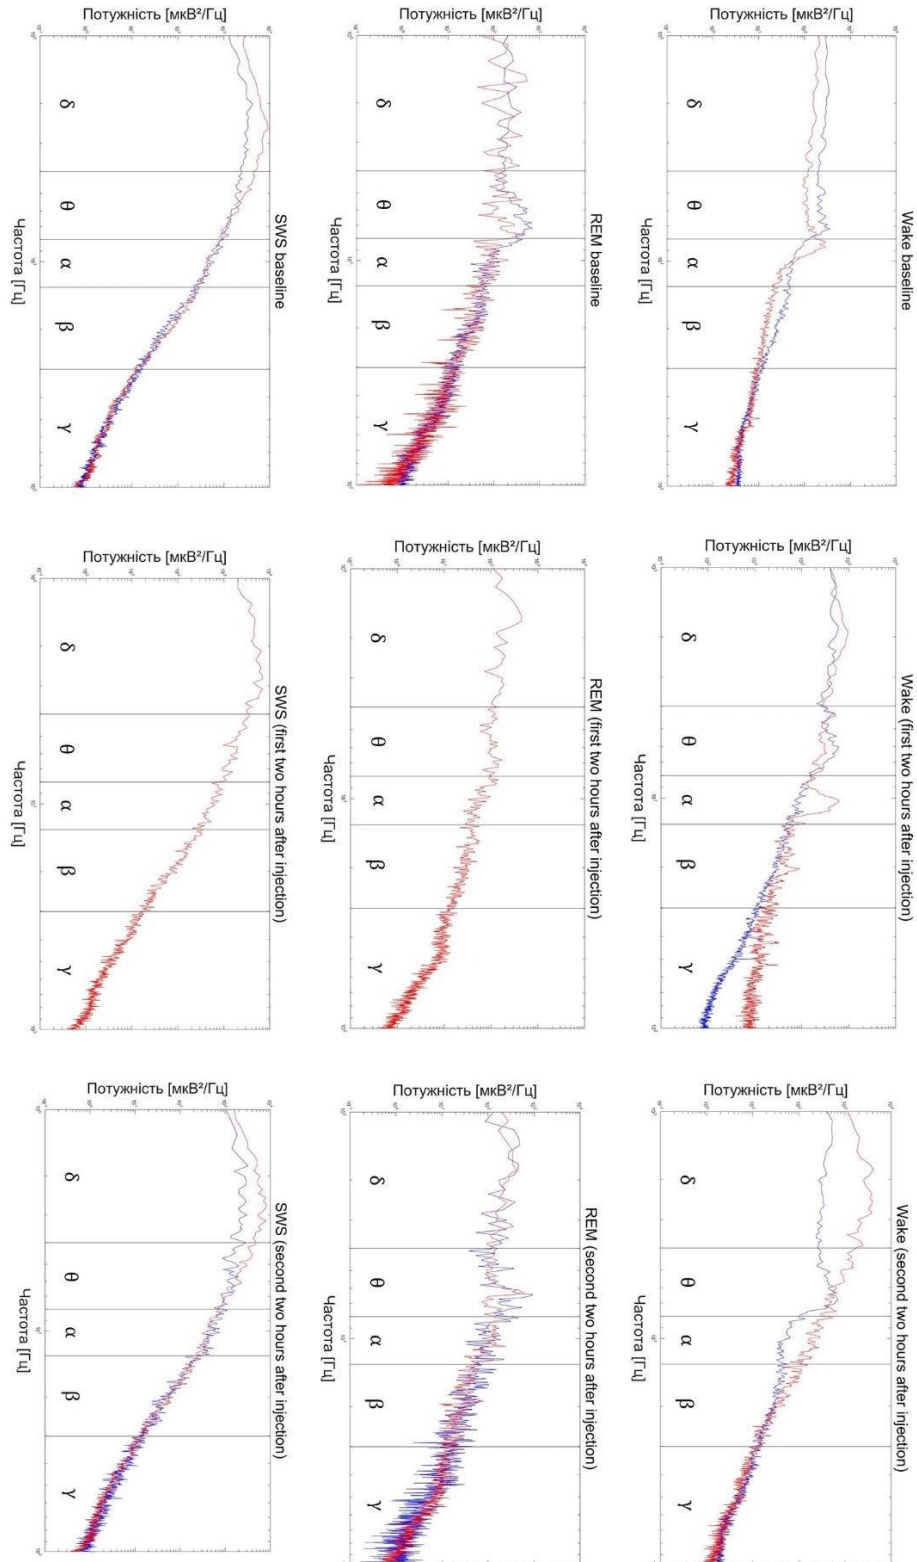 Wake baseline
Потужність [мкВ²/Гц]
δ θ α β γ
Частота [Гц]
Wake (first two hours after injection)
Потужність [мкВ²/Гц]
δ θ α β γ
Частота [Гц]
Wake (second two hours after injection)
Потужність [мкВ²/Гц]
δ θ α β γ
Частота [Гц]
REM baseline
Потужність [мкВ²/Гц]
δ θ α β γ
Частота [Гц]
REM (first two hours after injection)
Потужність [мкВ²/Гц]
δ θ α β γ
Частота [Гц]
REM (second two hours after injection)
Потужність [мкВ²/Гц]
δ θ α β γ
Частота [Гц]
SWS baseline
Потужність [мкВ²/Гц]
δ θ α β γ
Частота [Гц]
SWS (first two hours after injection)
Потужність [мкВ²/Гц]
δ θ α β γ
Частота [Гц]
SWS (second two hours after injection)
Потужність [мкВ²/Гц]
δ θ α β γ
Частота [Гц]